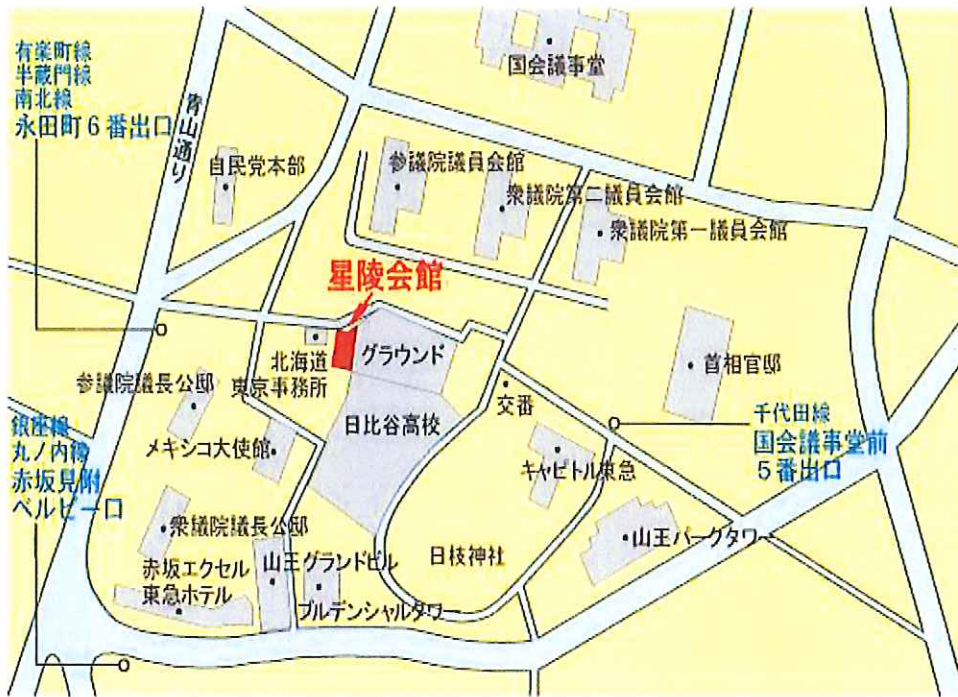 国会議事堂
有楽町線
半蔵門線
南北線
永田町6番出口
青山通り
自民党本部
参議院議員会館
衆議院第二議員会館
衆議院第一議員会館
星陵会館
北海道
東京事務所
グラウンド
首相官邸
参議院議長公邸
日比谷高校
交番
千代田線
国会議事堂前
5番出口
銀座線
丸ノ内線
赤坂見附
ベルビー口
メキシコ大使館
キャピトル東急
衆議院議長公邸
山王パークタワー
日枝神社
赤坂エクセル
東急ホテル
山王グランドビル
プルデンシャルタワー